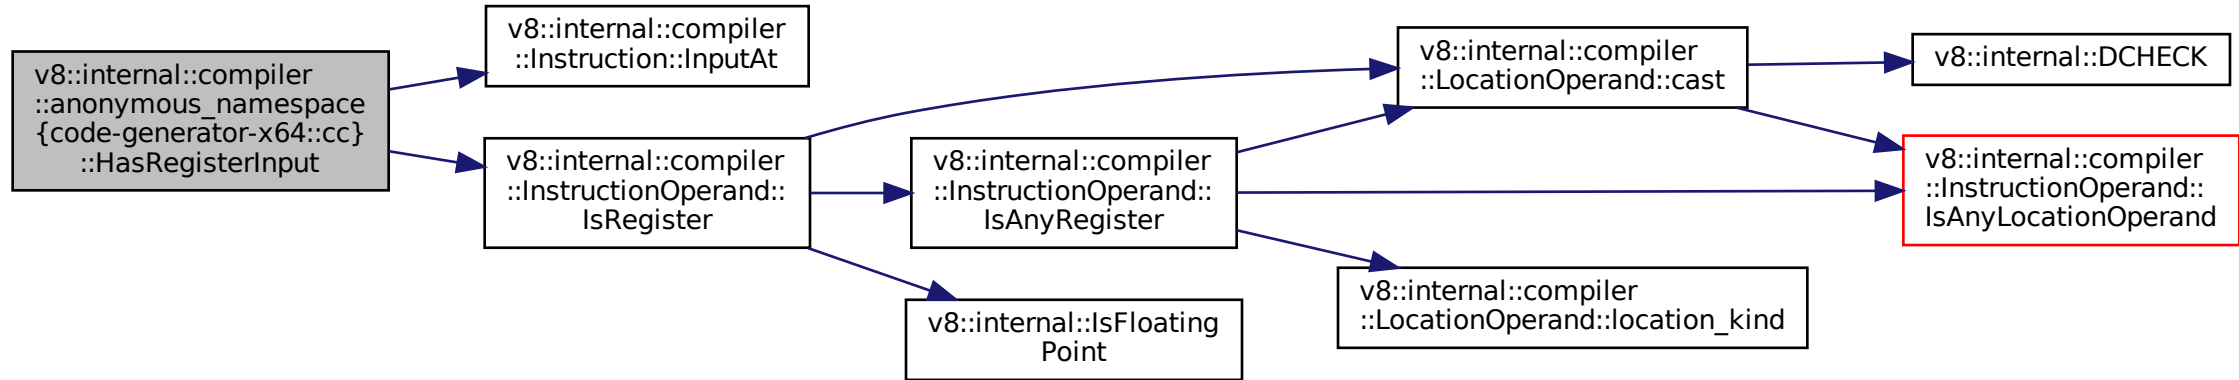 v8::internal::compiler
::anonymous_namespace
{code-generator-x64::cc}
::HasRegisterInput
v8::internal::compiler
::Instruction::InputAt
v8::internal::compiler
::InstructionOperand::
IsRegister
v8::internal::compiler
::InstructionOperand::
IsAnyRegister
v8::internal::IsFloating
Point
v8::internal::compiler
::LocationOperand::cast
v8::internal::compiler
::LocationOperand::location_kind
v8::internal::DCHECK
v8::internal::compiler
::InstructionOperand::
IsAnyLocationOperand